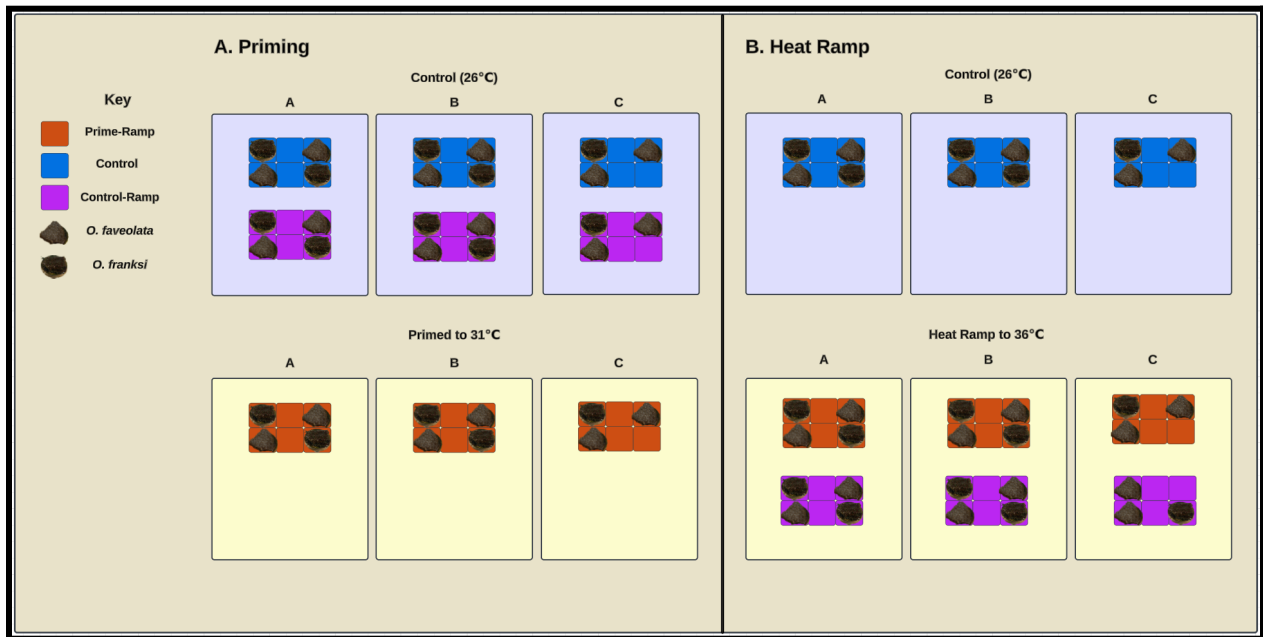 A. Priming
Control (26℃)
A B C
Key
Prime-Ramp
Control
Control-Ramp
O. faveolata
O. franksi
Primed to 31℃
A B C
B. Heat Ramp
Control (26℃)
A B C
Heat Ramp to 36℃
A B C